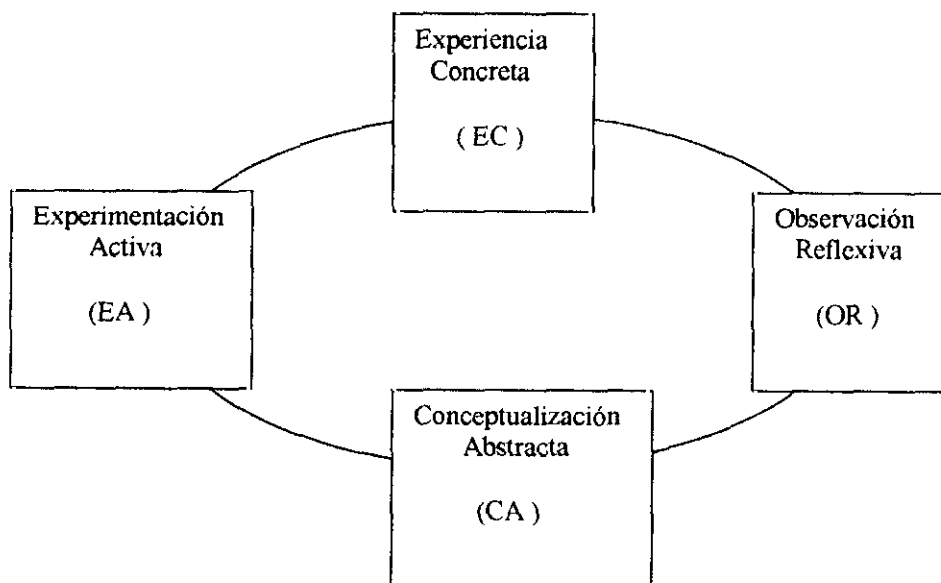 Experiencia
Concreta
( EC )
Experimentación
Activa
(EA )
Observación
Reflexiva
(OR )
Conceptualización
Abstracta
(CA )